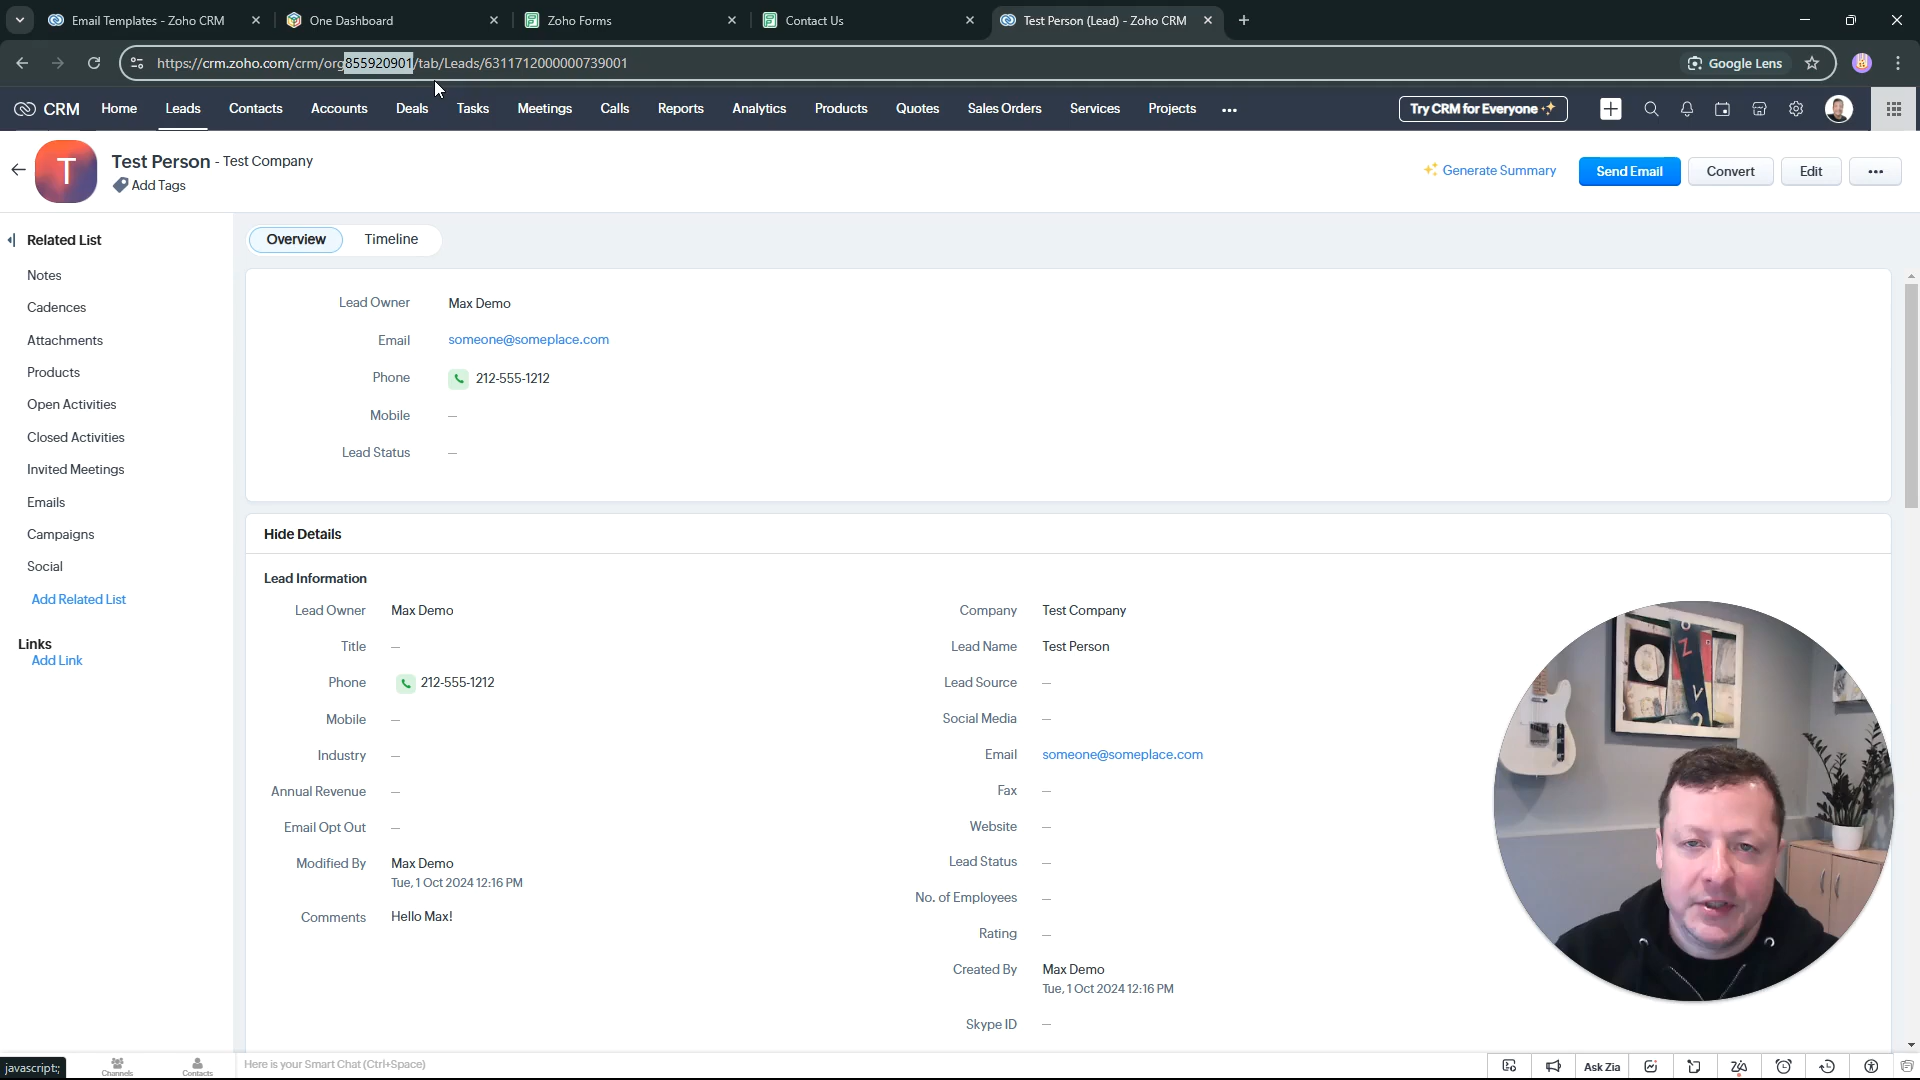 Email Templates - Zoho CRM
One Dashboard
Zoho Forms
Contact Us
Test Person (Lead) - Zoho CRM
https://crm.zoho.com/crm/org855920901/tab/Leads/6311712000000739001
Google Lens
CRM Home Leads Contacts Accounts Deals Tasks Meetings Calls Reports Analytics Products Quotes Sales Orders Services Projects ...
Try CRM for Everyone
T
Test Person - Test Company
Add Tags
Generate Summary
Send Email
Convert
Edit
Related List
Notes
Cadences
Attachments
Products
Open Activities
Closed Activities
Invited Meetings
Emails
Campaigns
Social
Add Related List
Links
Add Link
Overview
Timeline
Lead Owner Max Demo
Email someone@someplace.com
Phone 212-555-1212
Mobile —
Lead Status —
Hide Details
Lead Information
Lead Owner Max Demo
Title —
Phone 212-555-1212
Mobile —
Industry —
Annual Revenue —
Email Opt Out —
Modified By Max Demo
Tue, 1 Oct 2024 12:16 PM
Comments Hello Max!
Company Test Company
Lead Name Test Person
Lead Source —
Social Media —
Email someone@someplace.com
Fax —
Website —
Lead Status —
No. of Employees —
Rating —
Created By Max Demo
Tue, 1 Oct 2024 12:16 PM
Skype ID —
javascript:;
Channels
Contacts
Here is your Smart Chat (Ctrl+Space)
Ask Zia